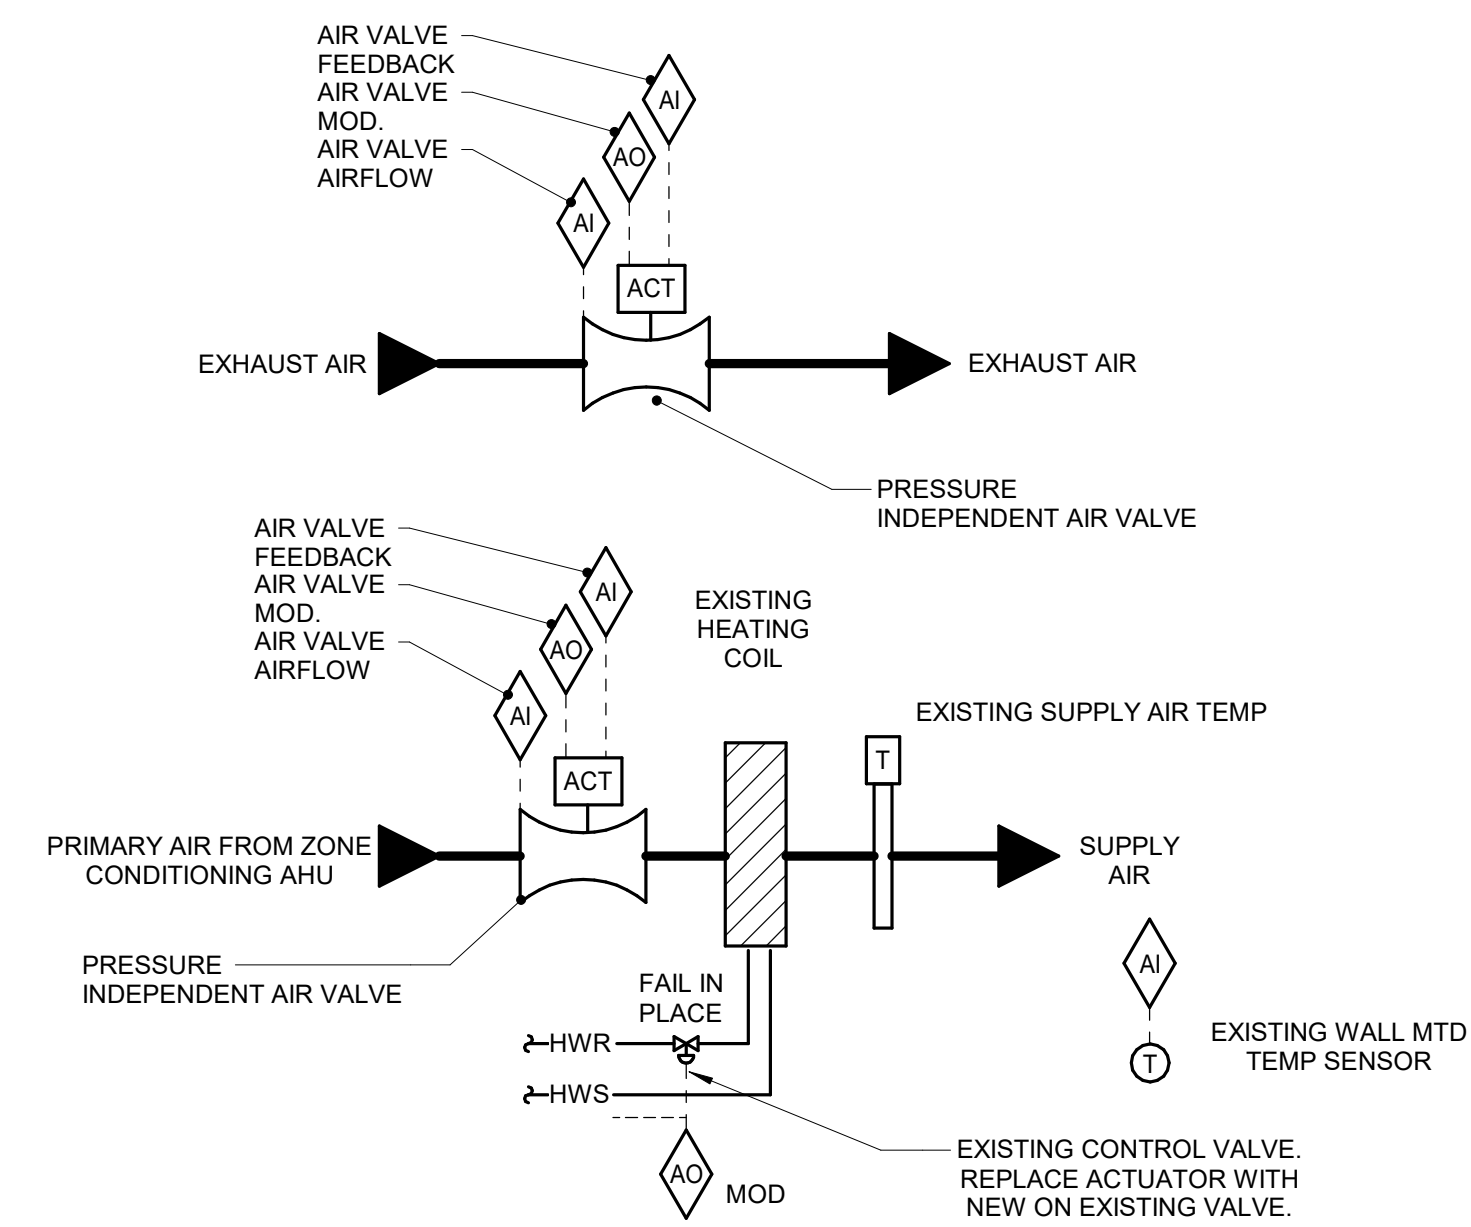 AIR VALVE
FEEDBACK
AIR VALVE
MOD.
AIR VALVE
AIRFLOW
AI
AO
AI
ACT
EXHAUST AIR
EXHAUST AIR
PRESSURE
INDEPENDENT AIR VALVE
AIR VALVE
FEEDBACK
AIR VALVE
MOD.
AIR VALVE
AIRFLOW
AI
AO
AI
ACT
EXISTING
HEATING
COIL
EXISTING SUPPLY AIR TEMP
T
PRIMARY AIR FROM ZONE
CONDITIONING AHU
SUPPLY
AIR
PRESSURE
INDEPENDENT AIR VALVE
FAIL IN
PLACE
HWR
HWS
AI
T
EXISTING WALL MTD
TEMP SENSOR
AO
MOD
EXISTING CONTROL VALVE.
REPLACE ACTUATOR WITH
NEW ON EXISTING VALVE.